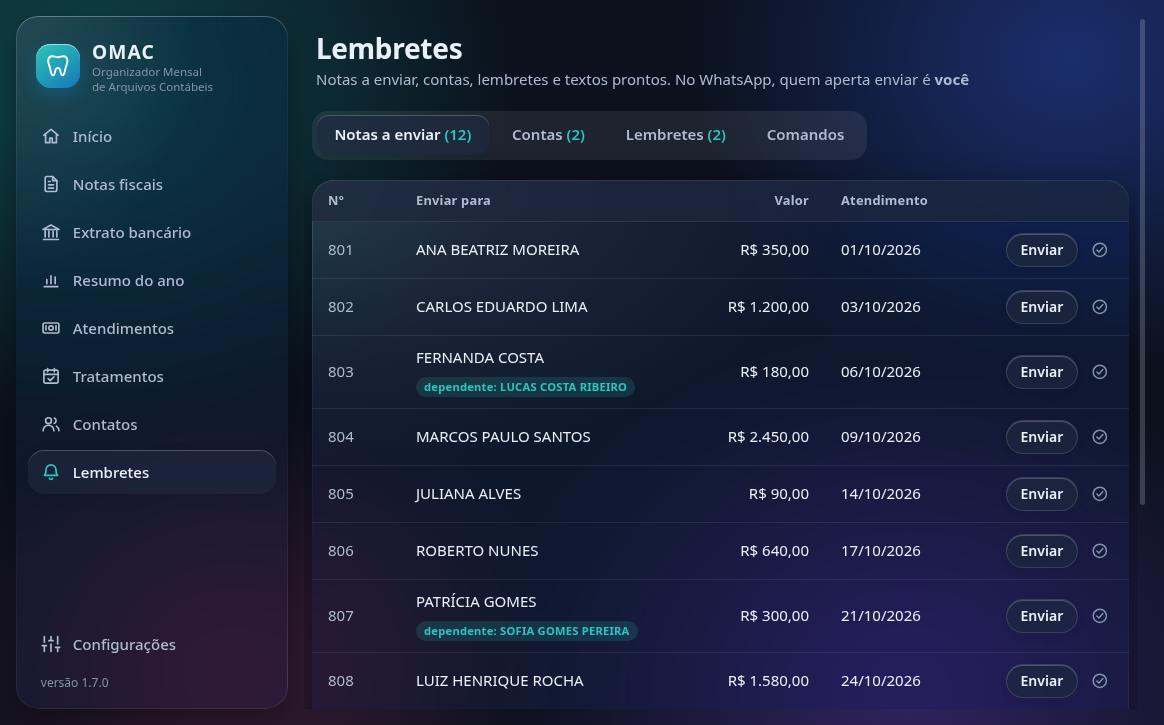 OMAC
Organizador Mensal
de Arquivos Contábeis
Início
Notas fiscais
Extrato bancário
Resumo do ano
Atendimentos
Tratamentos
Contatos
Lembretes
Configurações
versão 1.7.0
Lembretes
Notas a enviar, contas, lembretes e textos prontos. No WhatsApp, quem aperta enviar é você
Notas a enviar (12) Contas (2) Lembretes (2) Comandos
Nº Enviar para Valor Atendimento
801 ANA BEATRIZ MOREIRA R$ 350,00 01/10/2026 Enviar
802 CARLOS EDUARDO LIMA R$ 1.200,00 03/10/2026 Enviar
803 FERNANDA COSTA R$ 180,00 06/10/2026 Enviar
dependente: LUCAS COSTA RIBEIRO
804 MARCOS PAULO SANTOS R$ 2.450,00 09/10/2026 Enviar
805 JULIANA ALVES R$ 90,00 14/10/2026 Enviar
806 ROBERTO NUNES R$ 640,00 17/10/2026 Enviar
807 PATRÍCIA GOMES R$ 300,00 21/10/2026 Enviar
dependente: SOFIA GOMES PEREIRA
808 LUIZ HENRIQUE ROCHA R$ 1.580,00 24/10/2026 Enviar